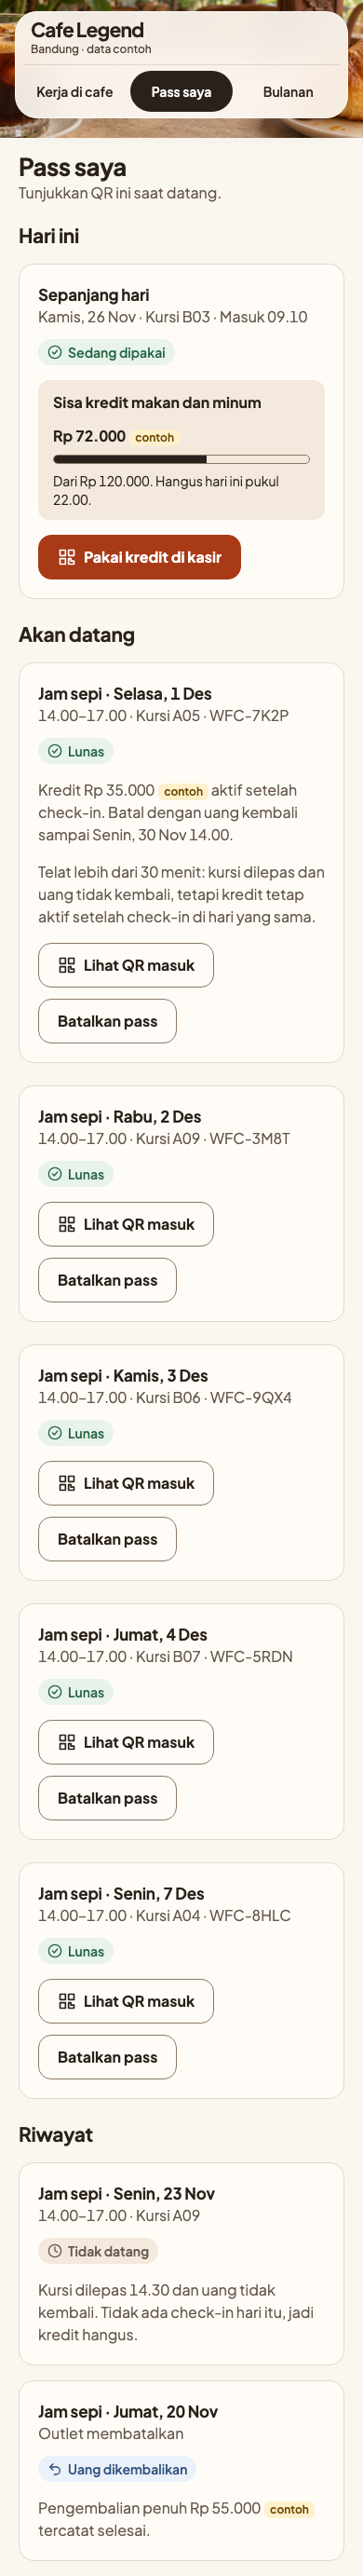 Cafe Legend
Bandung · data contoh
Kerja di cafe
Pass saya
Bulanan
Pass saya
Tunjukkan QR ini saat datang.
Hari ini
Sepanjang hari
Kamis, 26 Nov · Kursi B03 · Masuk 09.10
Sedang dipakai
Sisa kredit makan dan minum
Rp 72.000 contoh
Dari Rp 120.000. Hangus hari ini pukul
22.00.
Pakai kredit di kasir
Akan datang
Jam sepi · Selasa, 1 Des
14.00–17.00 · Kursi A05 · WFC-7K2P
Lunas
Kredit Rp 35.000 contoh aktif setelah
check-in. Batal dengan uang kembali
sampai Senin, 30 Nov 14.00.
Telat lebih dari 30 menit: kursi dilepas dan
uang tidak kembali, tetapi kredit tetap
aktif setelah check-in di hari yang sama.
Lihat QR masuk
Batalkan pass
Jam sepi · Rabu, 2 Des
14.00–17.00 · Kursi A09 · WFC-3M8T
Lunas
Lihat QR masuk
Batalkan pass
Jam sepi · Kamis, 3 Des
14.00–17.00 · Kursi B06 · WFC-9QX4
Lunas
Lihat QR masuk
Batalkan pass
Jam sepi · Jumat, 4 Des
14.00–17.00 · Kursi B07 · WFC-5RDN
Lunas
Lihat QR masuk
Batalkan pass
Jam sepi · Senin, 7 Des
14.00–17.00 · Kursi A04 · WFC-8HLC
Lunas
Lihat QR masuk
Batalkan pass
Riwayat
Jam sepi · Senin, 23 Nov
14.00–17.00 · Kursi A09
Tidak datang
Kursi dilepas 14.30 dan uang tidak
kembali. Tidak ada check-in hari itu, jadi
kredit hangus.
Jam sepi · Jumat, 20 Nov
Outlet membatalkan
Uang dikembalikan
Pengembalian penuh Rp 55.000 contoh
tercatat selesai.